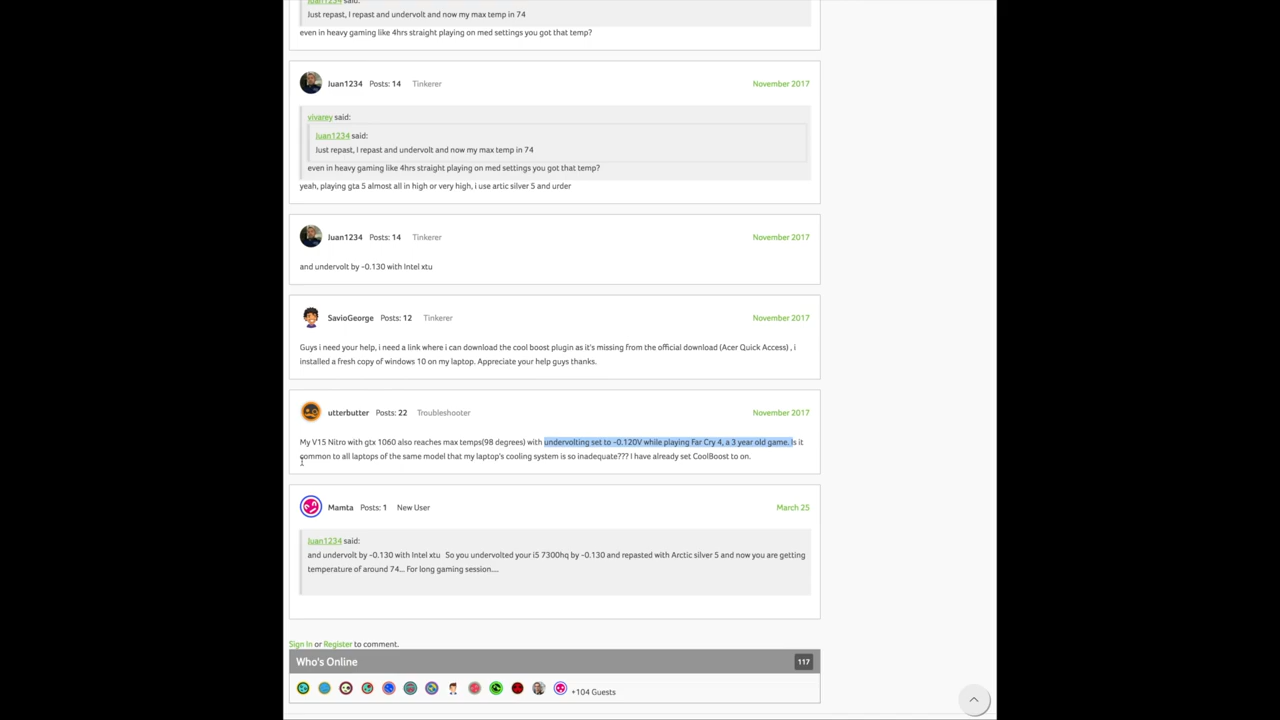 Juan1234 said:
Just repast, I repast and undervolt and now my max temp in 74
even in heavy gaming like 4hrs straight playing on med settings you got that temp?
Juan1234 Posts: 14 Tinkerer November 2017
vivarey said:
Juan1234 said:
Just repast, I repast and undervolt and now my max temp in 74
even in heavy gaming like 4hrs straight playing on med settings you got that temp?
yeah, playing gta 5 almost all in high or very high, i use artic silver 5 and urder
Juan1234 Posts: 14 Tinkerer November 2017
and undervolt by -0.130 with Intel xtu
SavioGeorge Posts: 12 Tinkerer November 2017
Guys i need your help, i need a link where i can download the cool boost plugin as it's missing from the official download (Acer Quick Access) , i
installed a fresh copy of windows 10 on my laptop. Appreciate your help guys thanks.
utterbutter Posts: 22 Troubleshooter November 2017
My V15 Nitro with gtx 1060 also reaches max temps(98 degrees) with undervolting set to -0.120V while playing Far Cry 4, a 3 year old game. Is it
common to all laptops of the same model that my laptop's cooling system is so inadequate??? I have already set CoolBoost to on.
Mamta Posts: 1 New User March 25
Juan1234 said:
and undervolt by -0.130 with Intel xtu So you undervolted your i5 7300hq by -0.130 and repasted with Arctic silver 5 and now you are getting
temperature of around 74... For long gaming session....
Sign In or Register to comment.
Who's Online 117
+104 Guests